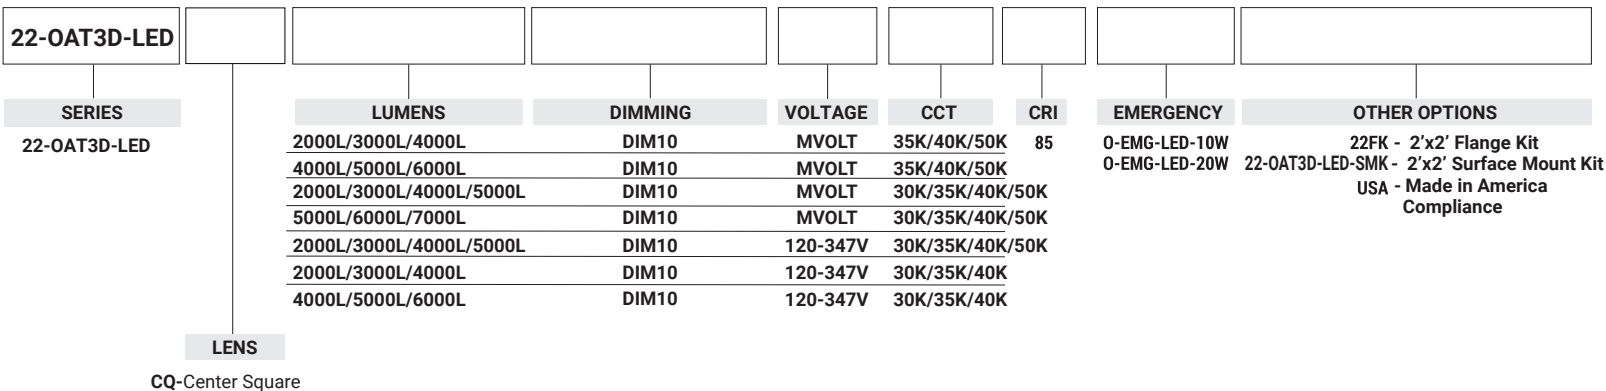 22-OAT3D-LED
SERIES LUMENS DIMMING VOLTAGE CCT CRI EMERGENCY OTHER OPTIONS
22-OAT3D-LED 2000L/3000L/4000L DIM10 MVOLT 35K/40K/50K 85 O-EMG-LED-10W 22FK - 2’x2’ Flange Kit
4000L/5000L/6000L DIM10 MVOLT 35K/40K/50K O-EMG-LED-20W 22-OAT3D-LED-SMK - 2’x2’ Surface Mount Kit
2000L/3000L/4000L/5000L DIM10 MVOLT 30K/35K/40K/50K USA - Made in America
Compliance
5000L/6000L/7000L DIM10 MVOLT 30K/35K/40K/50K
2000L/3000L/4000L/5000L DIM10 120-347V 30K/35K/40K/50K
2000L/3000L/4000L DIM10 120-347V 30K/35K/40K
4000L/5000L/6000L DIM10 120-347V 30K/35K/40K
LENS
CQ-Center Square